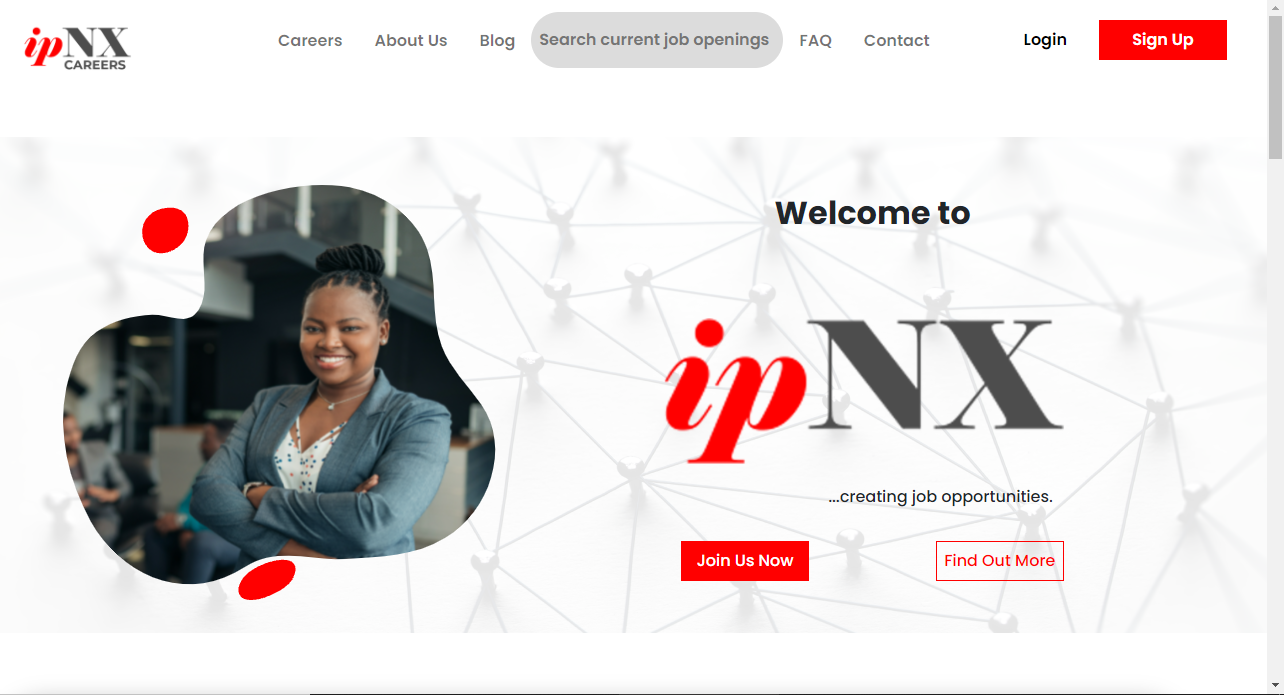 ipNX
CAREERS
Careers
About Us
Blog
Search current job openings
FAQ
Contact
Login
Sign Up
Welcome to
ipNX
...creating job opportunities.
Join Us Now
Find Out More